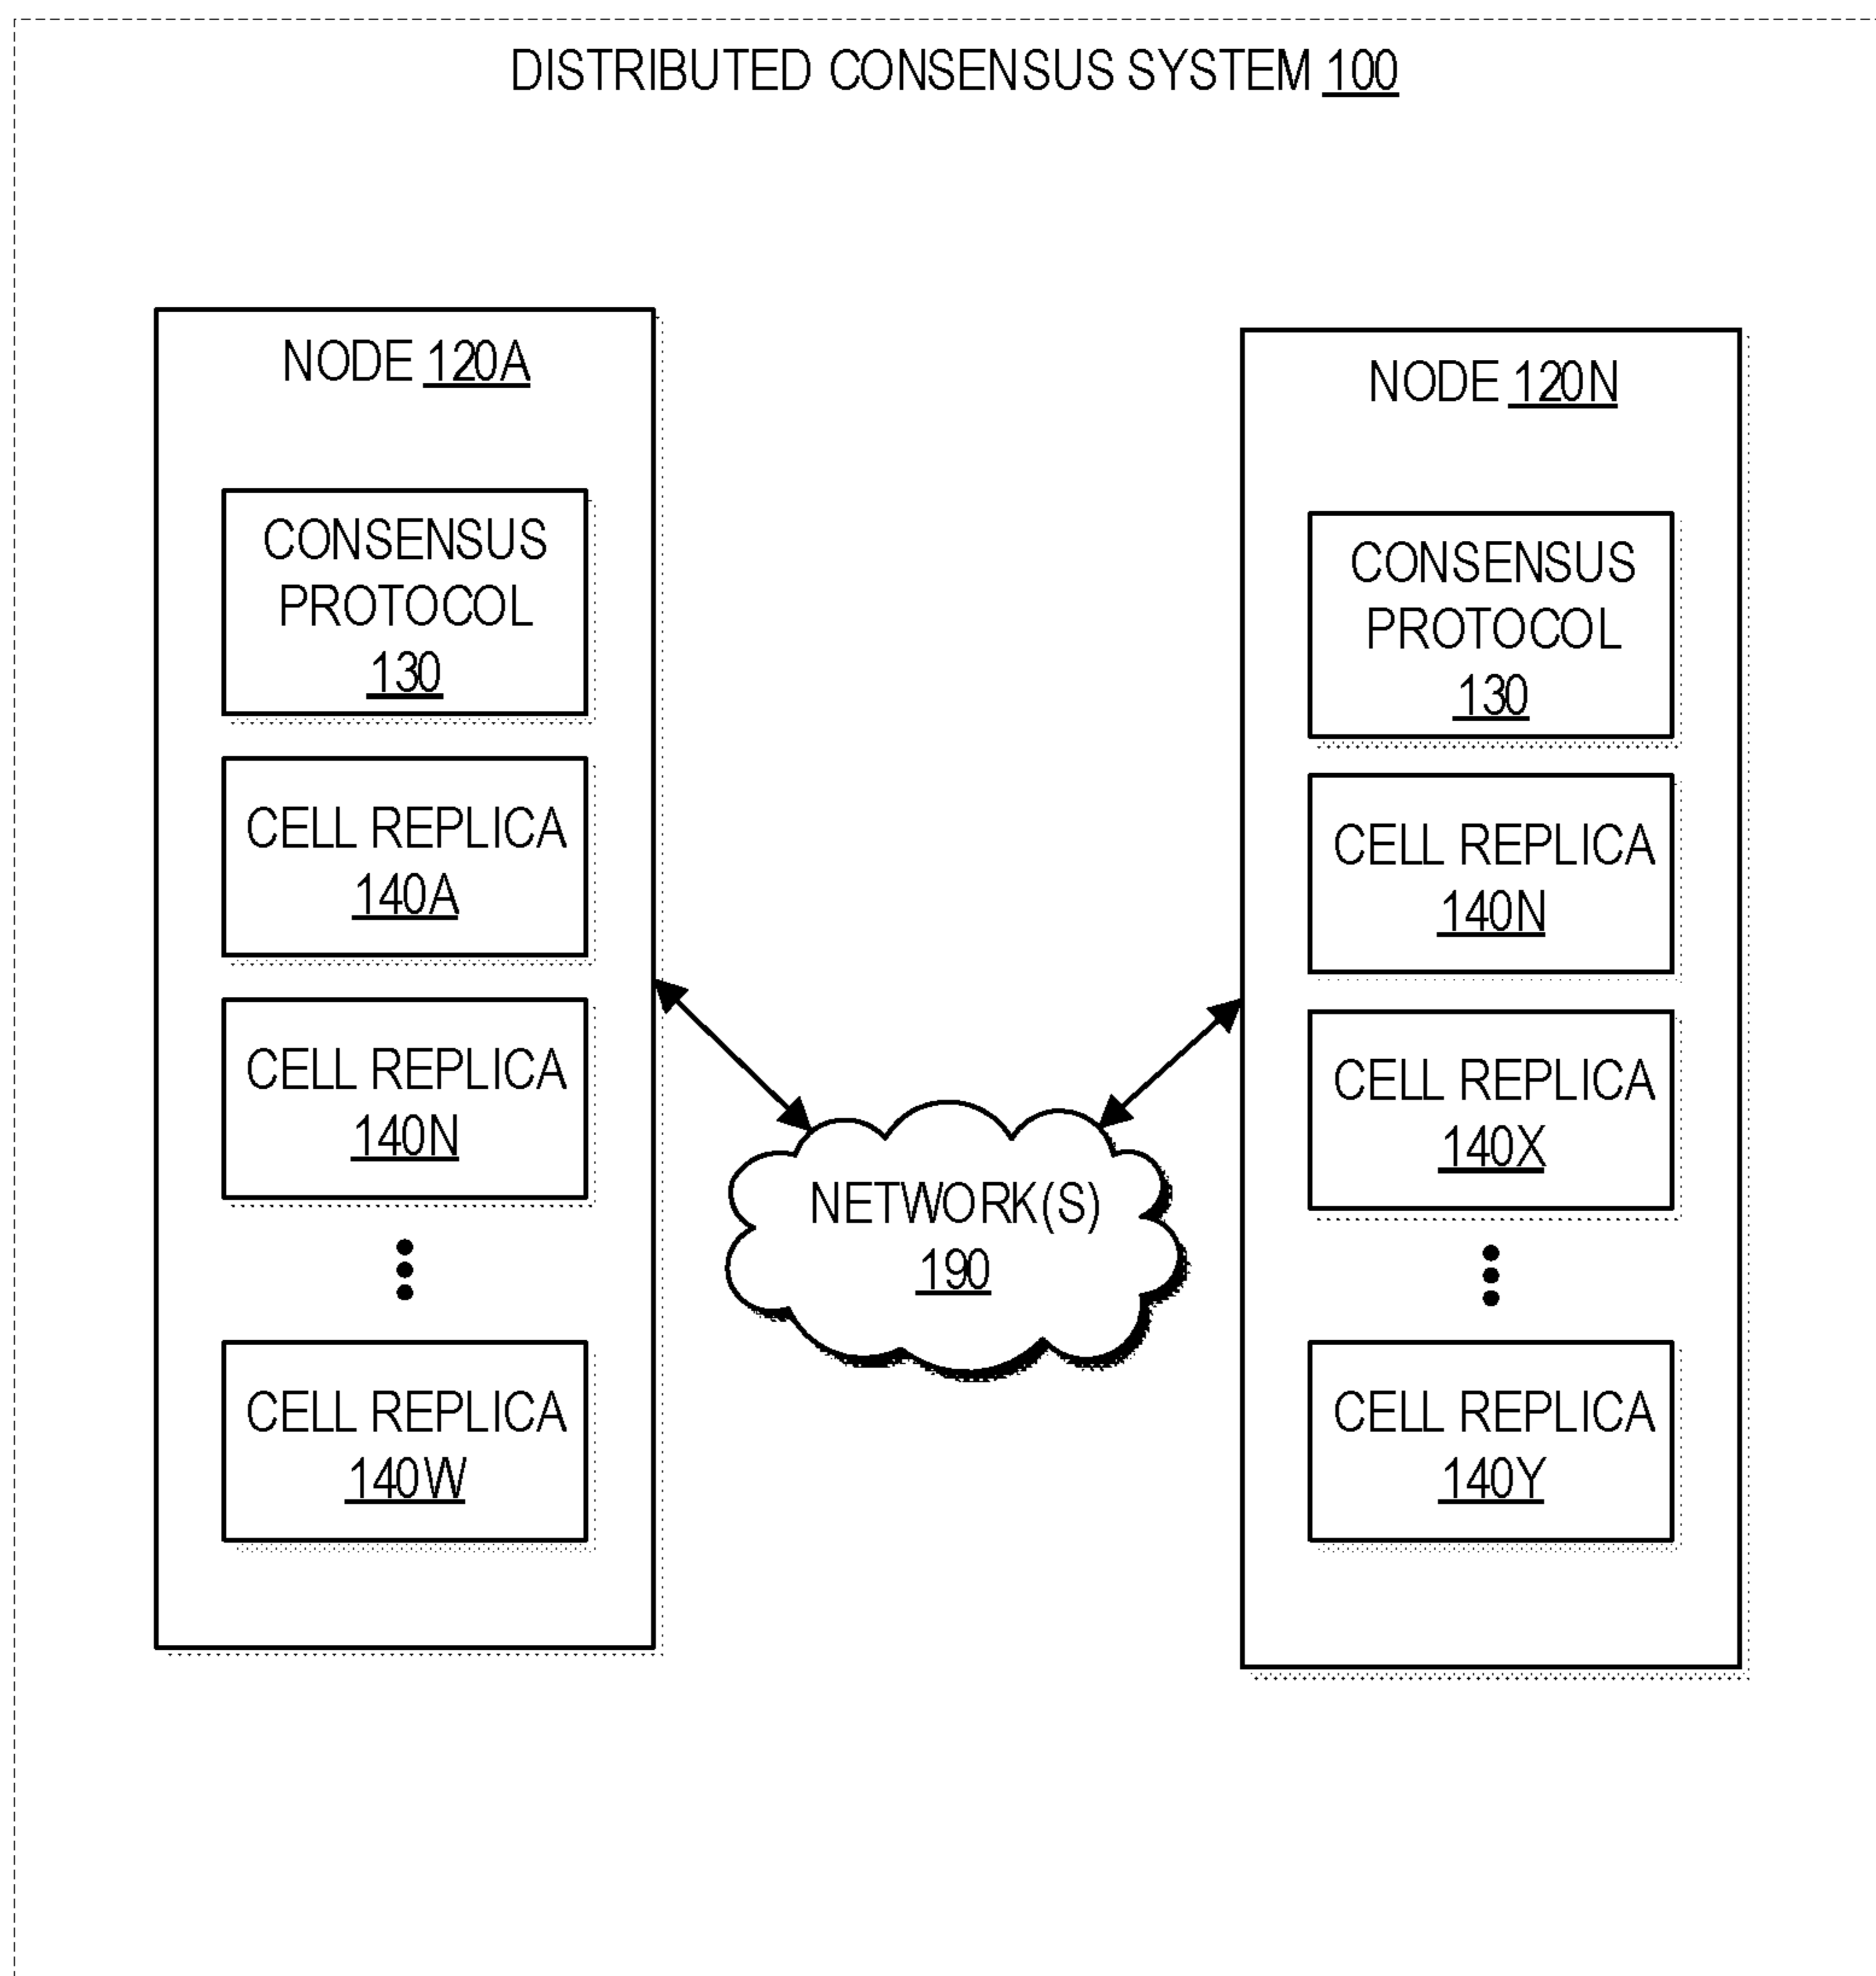 DISTRIBUTED CONSENSUS SYSTEM 100
NODE 120A
CONSENSUS
PROTOCOL
130
CELL REPLICA
140A
CELL REPLICA
140N
CELL REPLICA
140W
NETWORK(S)
190
NODE 120N
CONSENSUS
PROTOCOL
130
CELL REPLICA
140N
CELL REPLICA
140X
CELL REPLICA
140Y